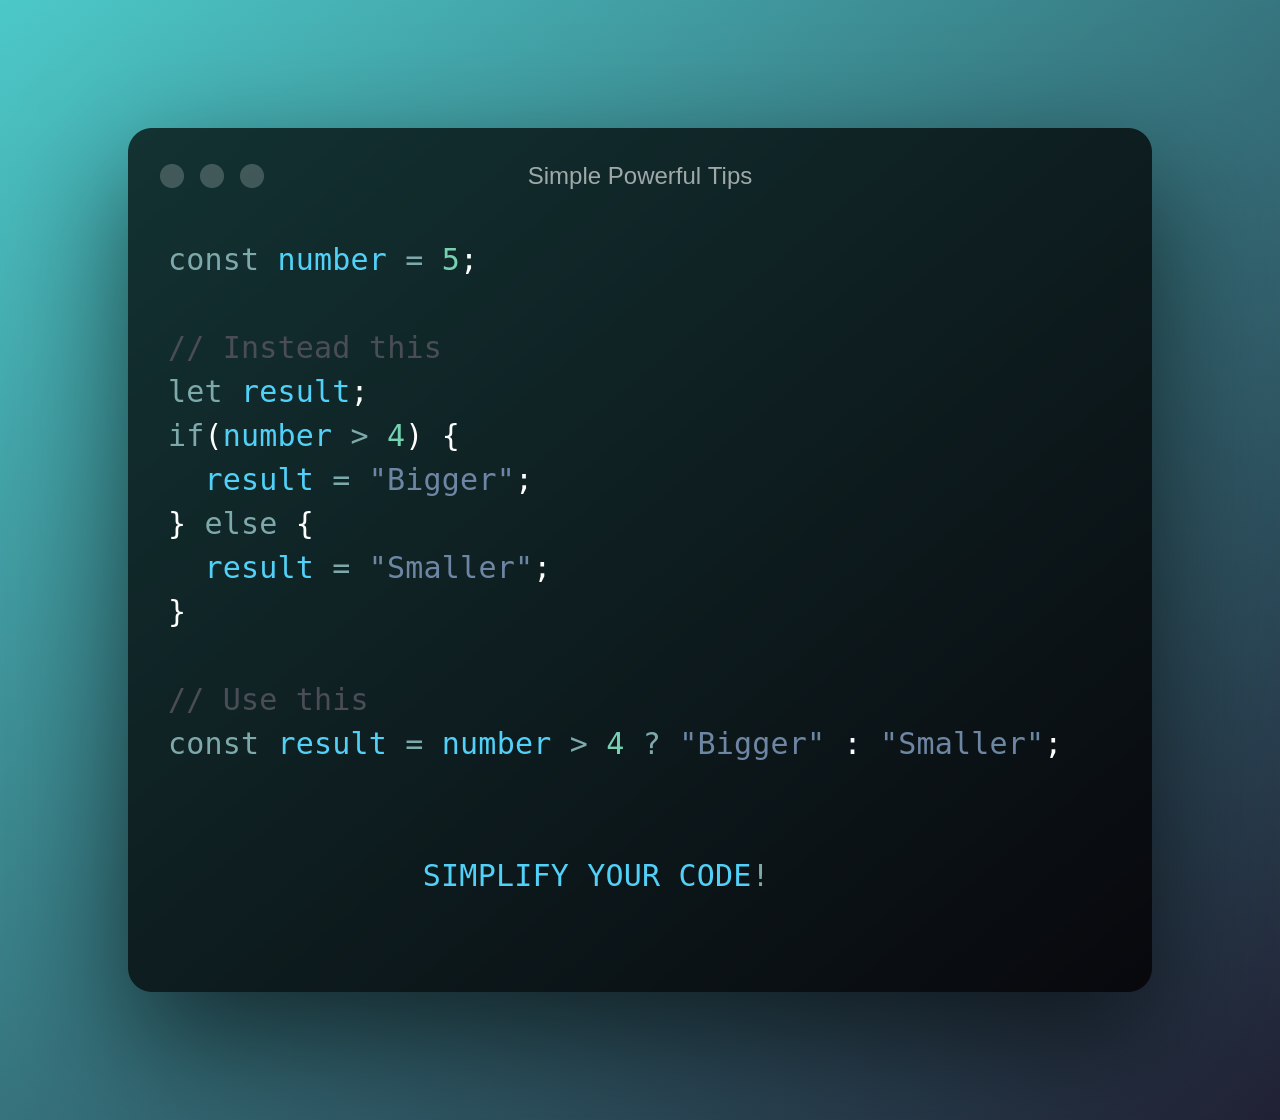 Simple Powerful Tips
const number = 5;
// Instead this
let result;
if(number > 4) {
  result = "Bigger";
} else {
  result = "Smaller";
}
// Use this
const result = number > 4 ? "Bigger" : "Smaller";
SIMPLIFY YOUR CODE!